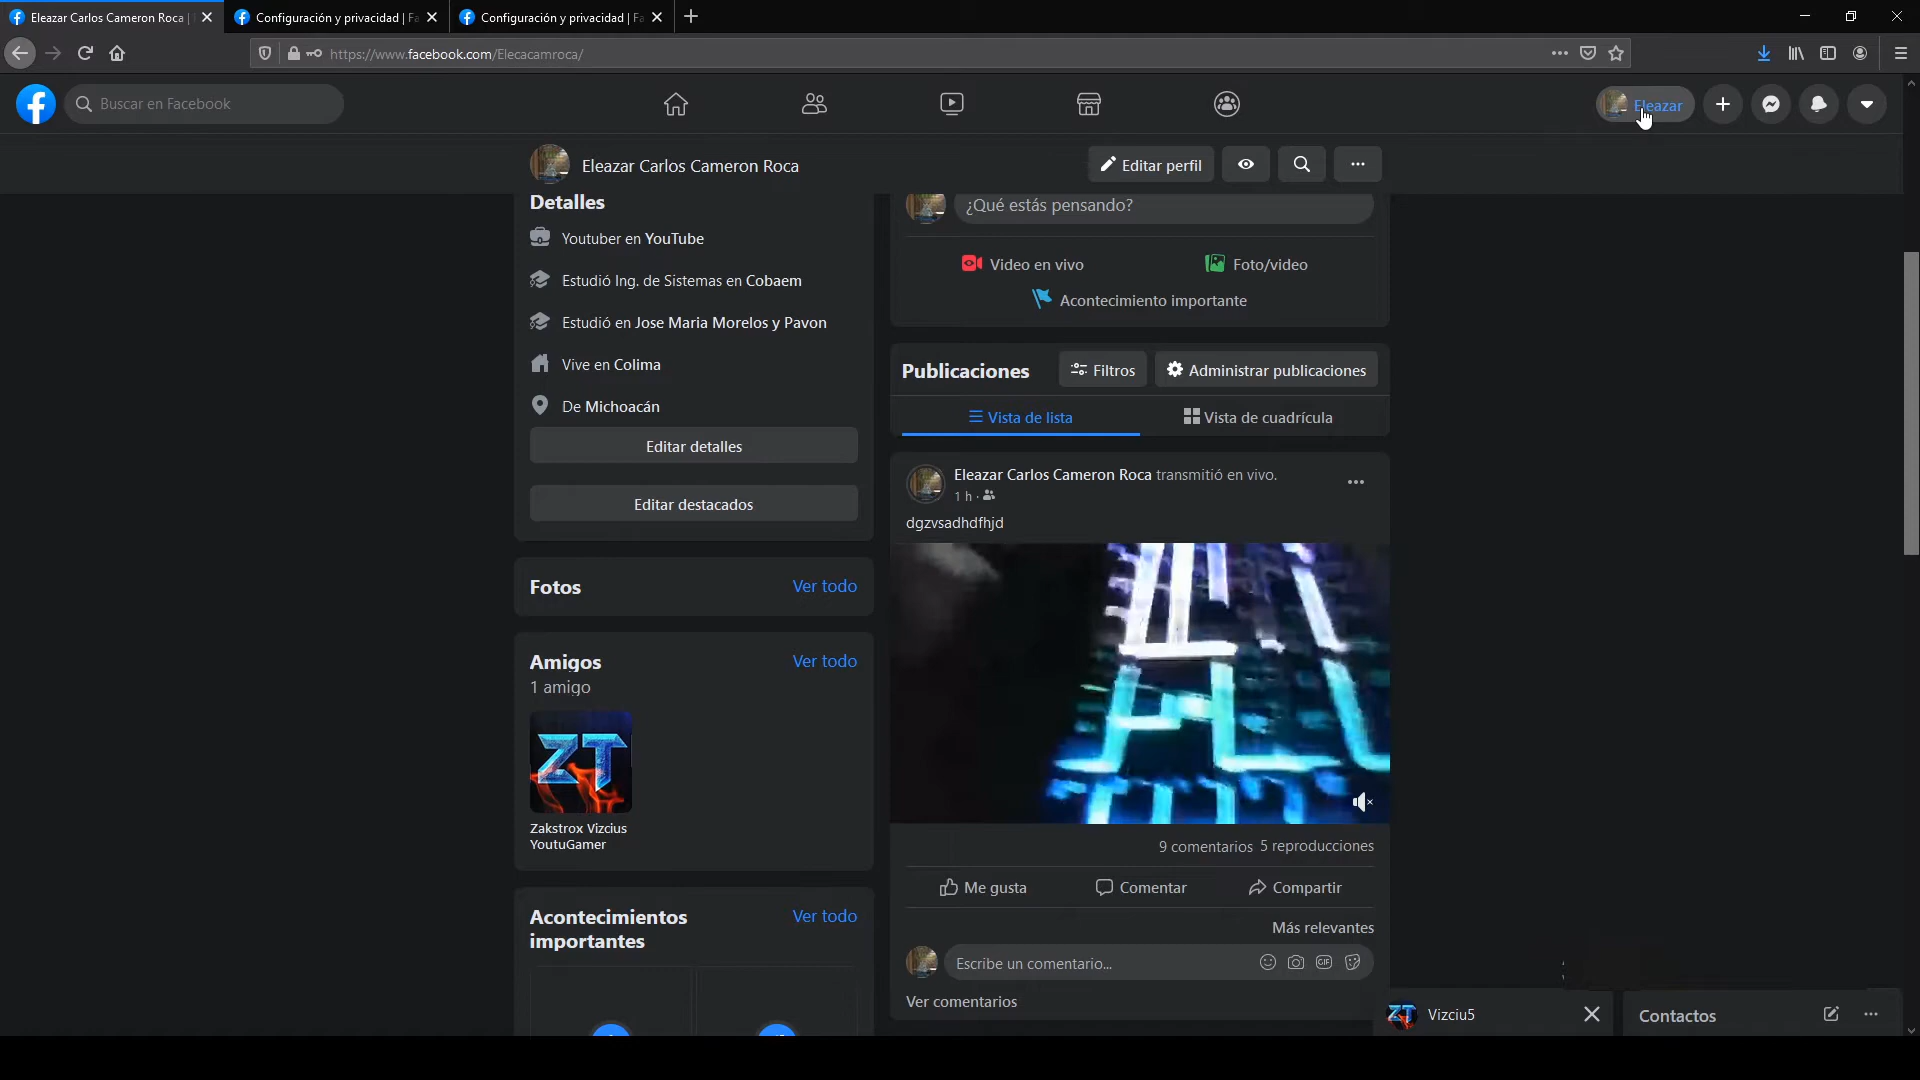 Eleazar Carlos Cameron Roca |
Configuración y privacidad | Fa
Configuración y privacidad | Fa
https://www.facebook.com/Elecacamroca/
Buscar en Facebook
Eleazar
Eleazar Carlos Cameron Roca
Editar perfil
Detalles
Youtuber en YouTube
Estudió Ing. de Sistemas en Cobaem
Estudió en Jose Maria Morelos y Pavon
Vive en Colima
De Michoacán
Editar detalles
Editar destacados
Fotos
Ver todo
Amigos
Ver todo
1 amigo
ZT
Zakstrox Vizcius
YoutuGamer
Acontecimientos
importantes
Ver todo
¿Qué estás pensando?
Video en vivo
Foto/video
Acontecimiento importante
Publicaciones
Filtros
Administrar publicaciones
Vista de lista
Vista de cuadrícula
Eleazar Carlos Cameron Roca transmitió en vivo.
1 h ·
dgzvsadhdfhjd
9 comentarios 5 reproducciones
Me gusta
Comentar
Compartir
Más relevantes
Escribe un comentario...
GIF
Ver comentarios
ZT
Vizciu5
Contactos